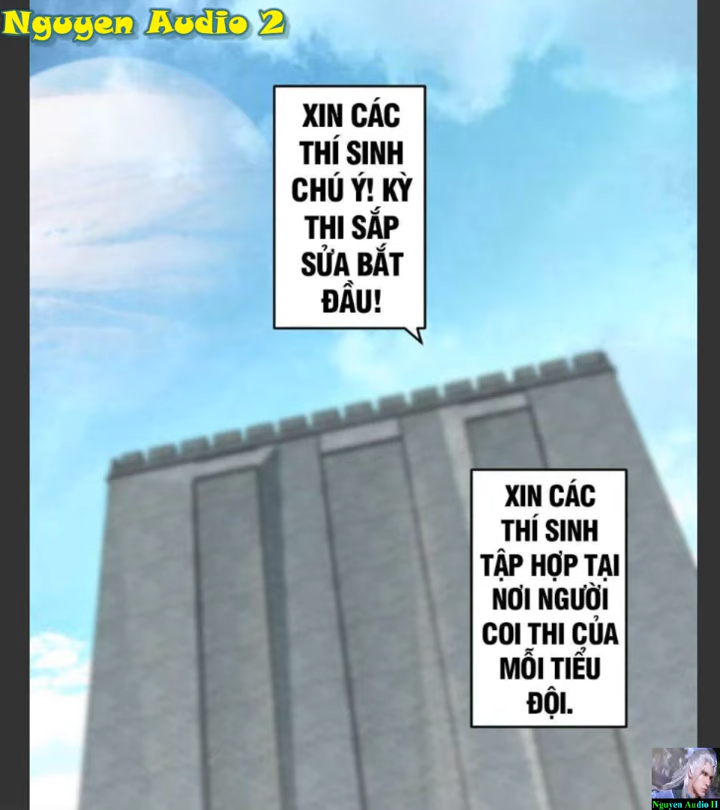 Nguyen Audio 2
XIN CÁC
THÍ SINH
CHÚ Ý! KỲ
THI SẮP
SỬA BẮT
ĐẦU!
XIN CÁC
THÍ SINH
TẬP HỢP TẠI
NƠI NGƯỜI
COI THI CỦA
MỖI TIỂU
ĐỘI.
Nguyen Audio 11